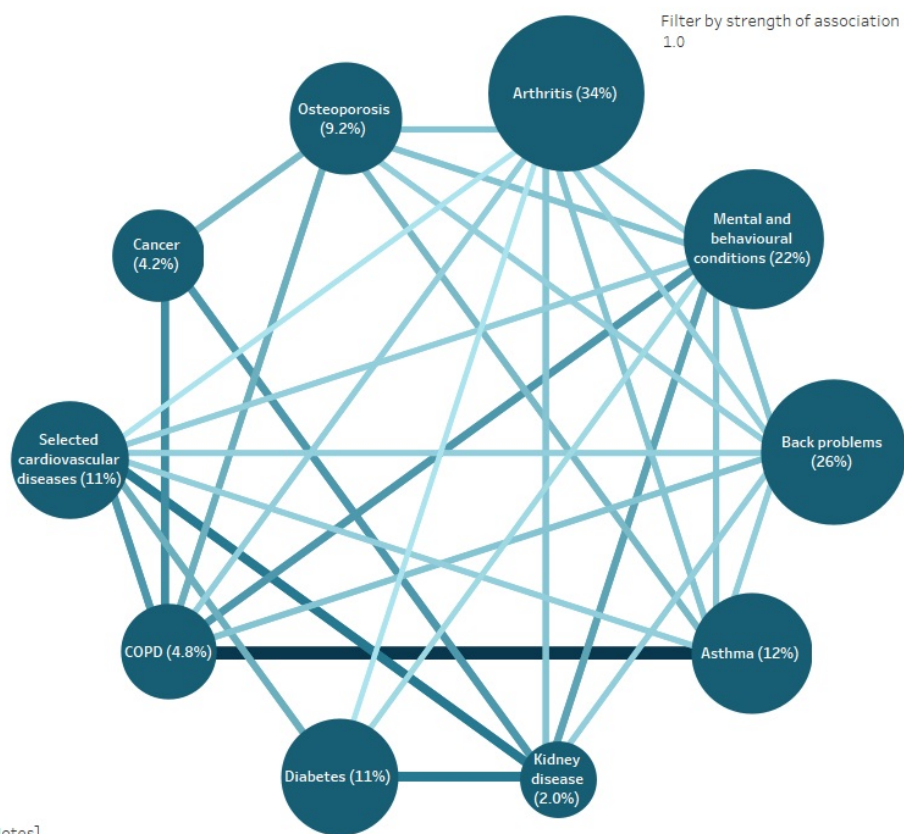 Filter by strength of association
1.0
Arthritis (34%)
Osteoporosis
(9.2%)
Mental and
behavioural
conditions (22%)
Cancer
(4.2%)
Back problems
(26%)
Selected
cardiovascular
diseases (11%)
COPD (4.8%)
Asthma (12%)
Diabetes (11%)
Kidney
disease
(2.0%)